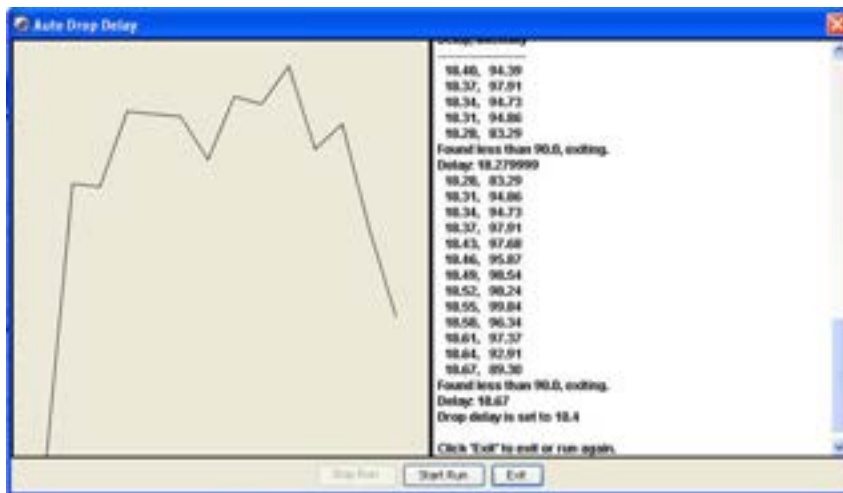 Auto Drop Delay
Delay, Intensity
18.40, 94.39
18.37, 97.91
18.34, 94.73
18.31, 94.86
18.28, 83.29
Found less than 90.0, exiting.
Delay: 18.279999
18.28, 83.29
18.31, 94.86
18.34, 94.73
18.37, 97.91
18.43, 97.68
18.46, 95.87
18.49, 98.54
18.52, 98.24
18.55, 99.84
18.58, 96.34
18.61, 97.37
18.64, 92.91
18.67, 89.30
Found less than 90.0, exiting.
Delay: 18.67
Drop delay is set to 18.4
Click "Exit" to exit or run again.
Stop Run Start Run Exit